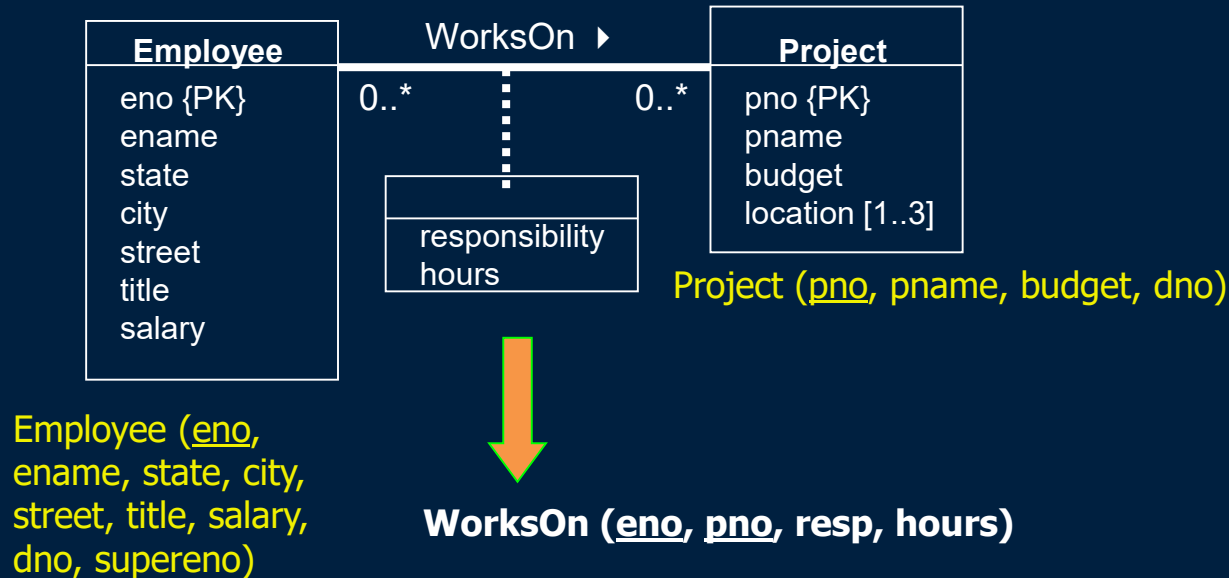 WorksOn ▸
Employee
eno {PK}
ename
state
city
street
title
salary
0..*
0..*
responsibility
hours
Project
pno {PK}
pname
budget
location [1..3]
Project (pno, pname, budget, dno)
Employee (eno,
ename, state, city,
street, title, salary,
dno, supereno)
WorksOn (eno, pno, resp, hours)